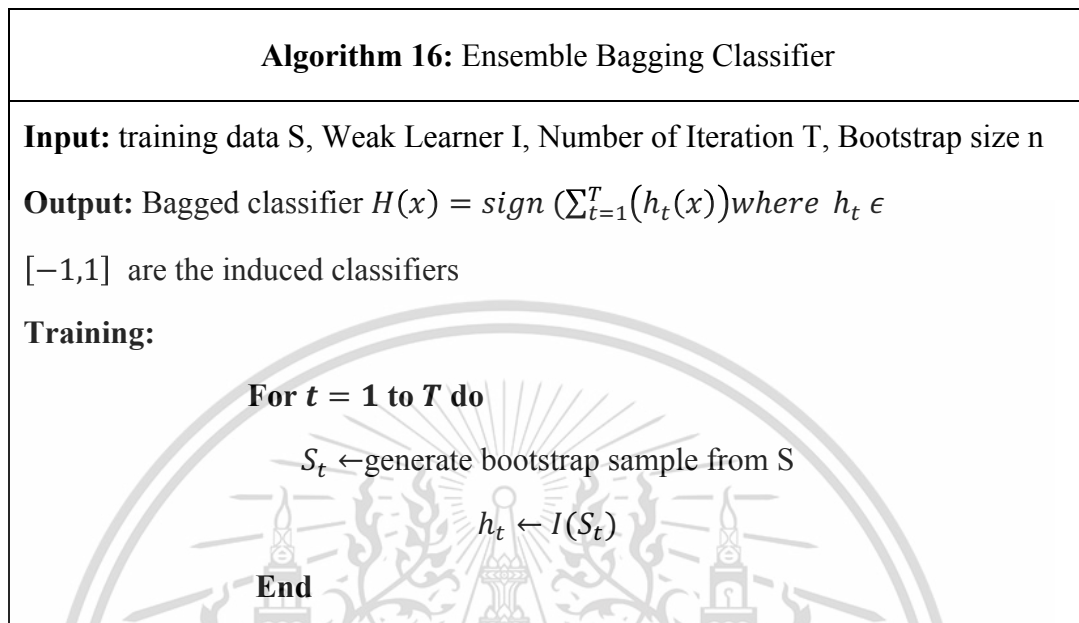 Algorithm 16: Ensemble Bagging Classifier
Input: training data S, Weak Learner I, Number of Iteration T, Bootstrap size n
Output: Bagged classifier H(x) = sign (∑_{t=1}^{T}(h_t(x))where h_t ϵ
[−1,1] are the induced classifiers
Training:
For t = 1 to T do
S_t ←generate bootstrap sample from S
h_t ← I(S_t)
End